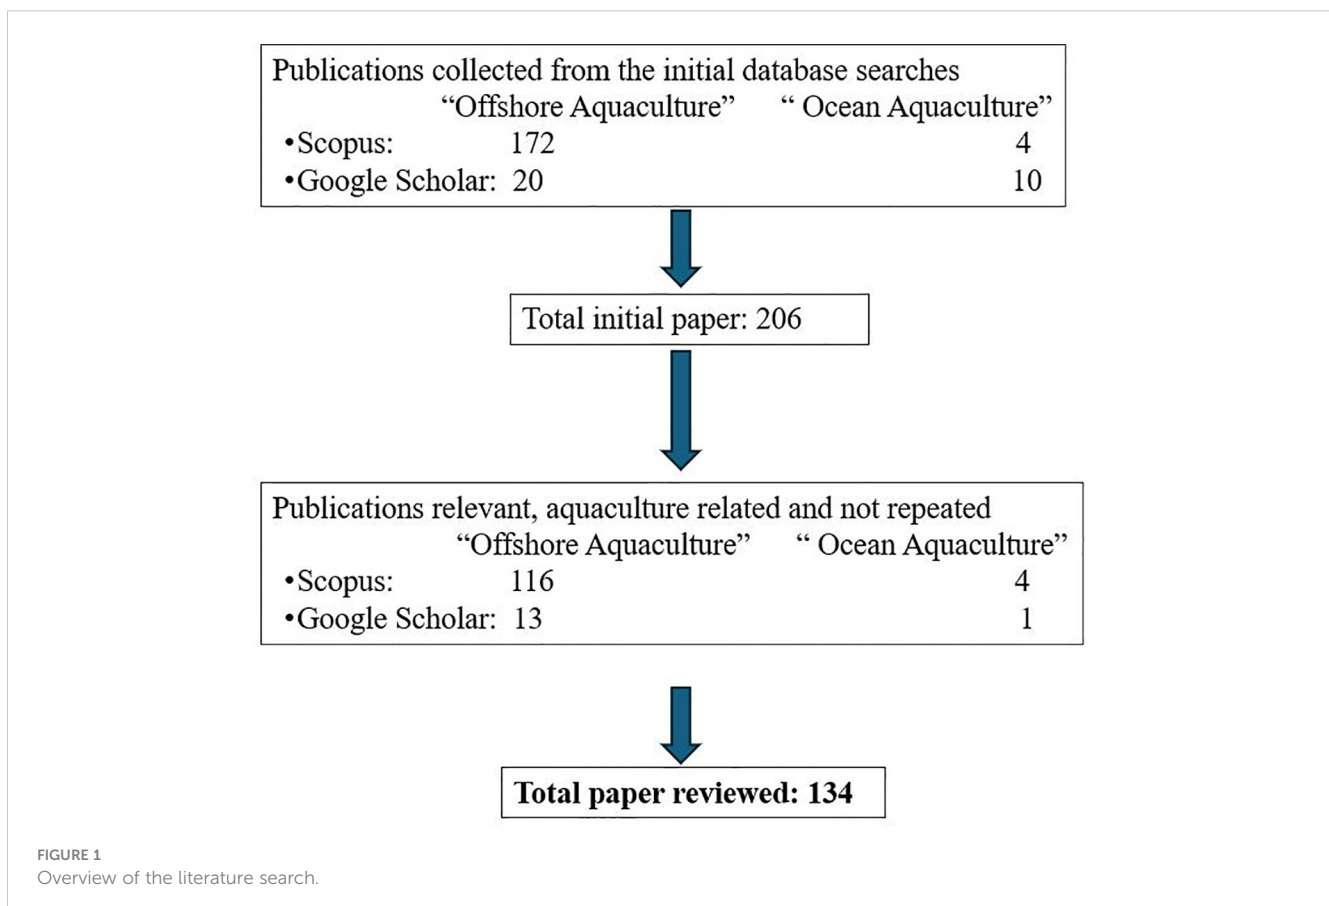 Publications collected from the initial database searches
“Offshore Aquaculture” “ Ocean Aquaculture”
•Scopus: 172 4
•Google Scholar: 20 10
Total initial paper: 206
Publications relevant, aquaculture related and not repeated
“Offshore Aquaculture” “ Ocean Aquaculture”
•Scopus: 116 4
•Google Scholar: 13 1
Total paper reviewed: 134
FIGURE 1
Overview of the literature search.